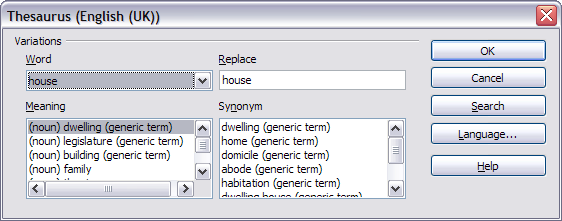 Thesaurus (English (UK))
Variations
Word
house
Replace
house
Meaning
(noun) dwelling (generic term)
(noun) legislature (generic term)
(noun) building (generic term)
(noun) family
Synonym
dwelling (generic term)
home (generic term)
domicile (generic term)
abode (generic term)
habitation (generic term)
dwelling house (generic term)
OK
Cancel
Search
Language...
Help